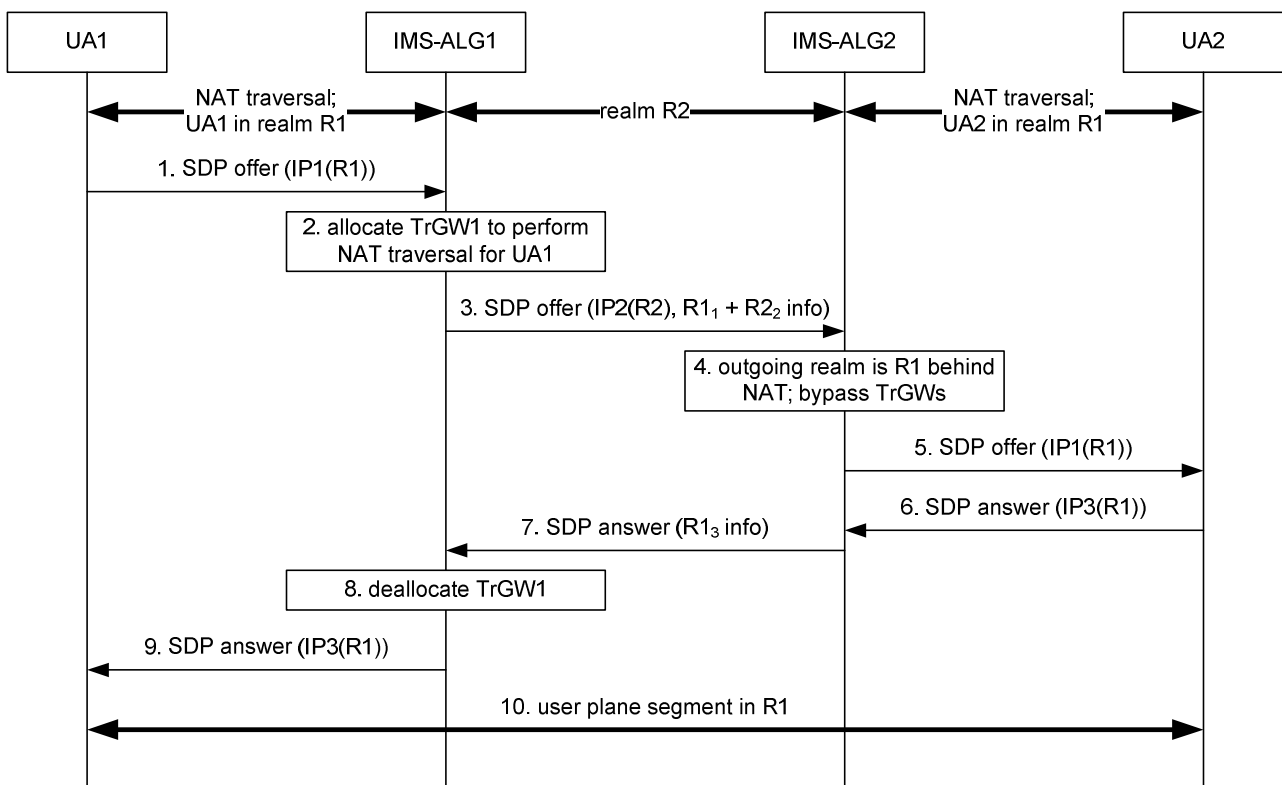 UA1
IMS-ALG1
IMS-ALG2
UA2
NAT traversal;
UA1 in realm R1
realm R2
NAT traversal;
UA2 in realm R1
1. SDP offer (IP1(R1))
2. allocate TrGW1 to perform
NAT traversal for UA1
3. SDP offer (IP2(R2), R1₁ + R2₂ info)
4. outgoing realm is R1 behind
NAT; bypass TrGWs
5. SDP offer (IP1(R1))
6. SDP answer (IP3(R1))
7. SDP answer (R1₃ info)
8. deallocate TrGW1
9. SDP answer (IP3(R1))
10. user plane segment in R1